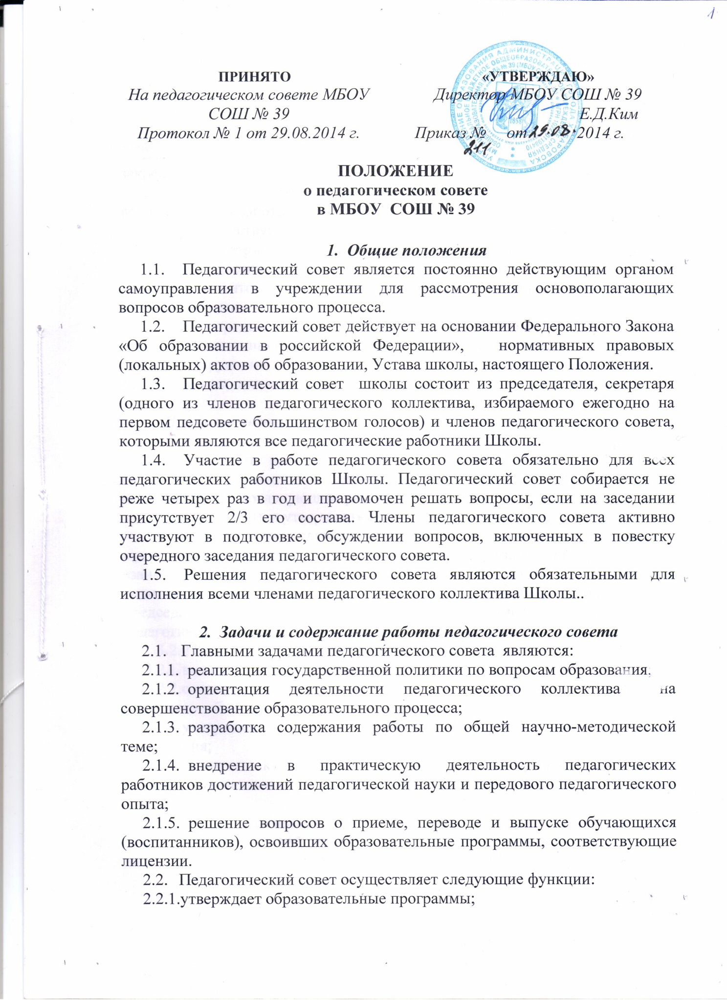 1
ПРИНЯТО
На педагогическом совете МБОУ
СОШ № 39
Протокол № 1 от 29.08.2014 г.
«УТВЕРЖДАЮ»
Директор МБОУ СОШ № 39
Е.Д.Ким
Приказ № от 29.08. 2014 г.
211
ПОЛОЖЕНИЕ
о педагогическом совете
в МБОУ СОШ № 39
1. Общие положения
1.1. Педагогический совет является постоянно действующим органом
самоуправления в учреждении для рассмотрения основополагающих
вопросов образовательного процесса.
1.2. Педагогический совет действует на основании Федерального Закона
«Об образовании в российской Федерации», нормативных правовых
(локальных) актов об образовании, Устава школы, настоящего Положения.
1.3. Педагогический совет школы состоит из председателя, секретаря
(одного из членов педагогического коллектива, избираемого ежегодно на
первом педсовете большинством голосов) и членов педагогического совета,
которыми являются все педагогические работники Школы.
1.4. Участие в работе педагогического совета обязательно для всех
педагогических работников Школы. Педагогический совет собирается не
реже четырех раз в год и правомочен решать вопросы, если на заседании
присутствует 2/3 его состава. Члены педагогического совета активно
участвуют в подготовке, обсуждении вопросов, включенных в повестку
очередного заседания педагогического совета.
1.5. Решения педагогического совета являются обязательными для
исполнения всеми членами педагогического коллектива Школы..
2. Задачи и содержание работы педагогического совета
2.1. Главными задачами педагогического совета являются:
2.1.1. реализация государственной политики по вопросам образования;
2.1.2. ориентация деятельности педагогического коллектива на
совершенствование образовательного процесса;
2.1.3. разработка содержания работы по общей научно-методической
теме;
2.1.4. внедрение в практическую деятельность педагогических
работников достижений педагогической науки и передового педагогического
опыта;
2.1.5. решение вопросов о приеме, переводе и выпуске обучающихся
(воспитанников), освоивших образовательные программы, соответствующие
лицензии.
2.2. Педагогический совет осуществляет следующие функции:
2.2.1.утверждает образовательные программы;